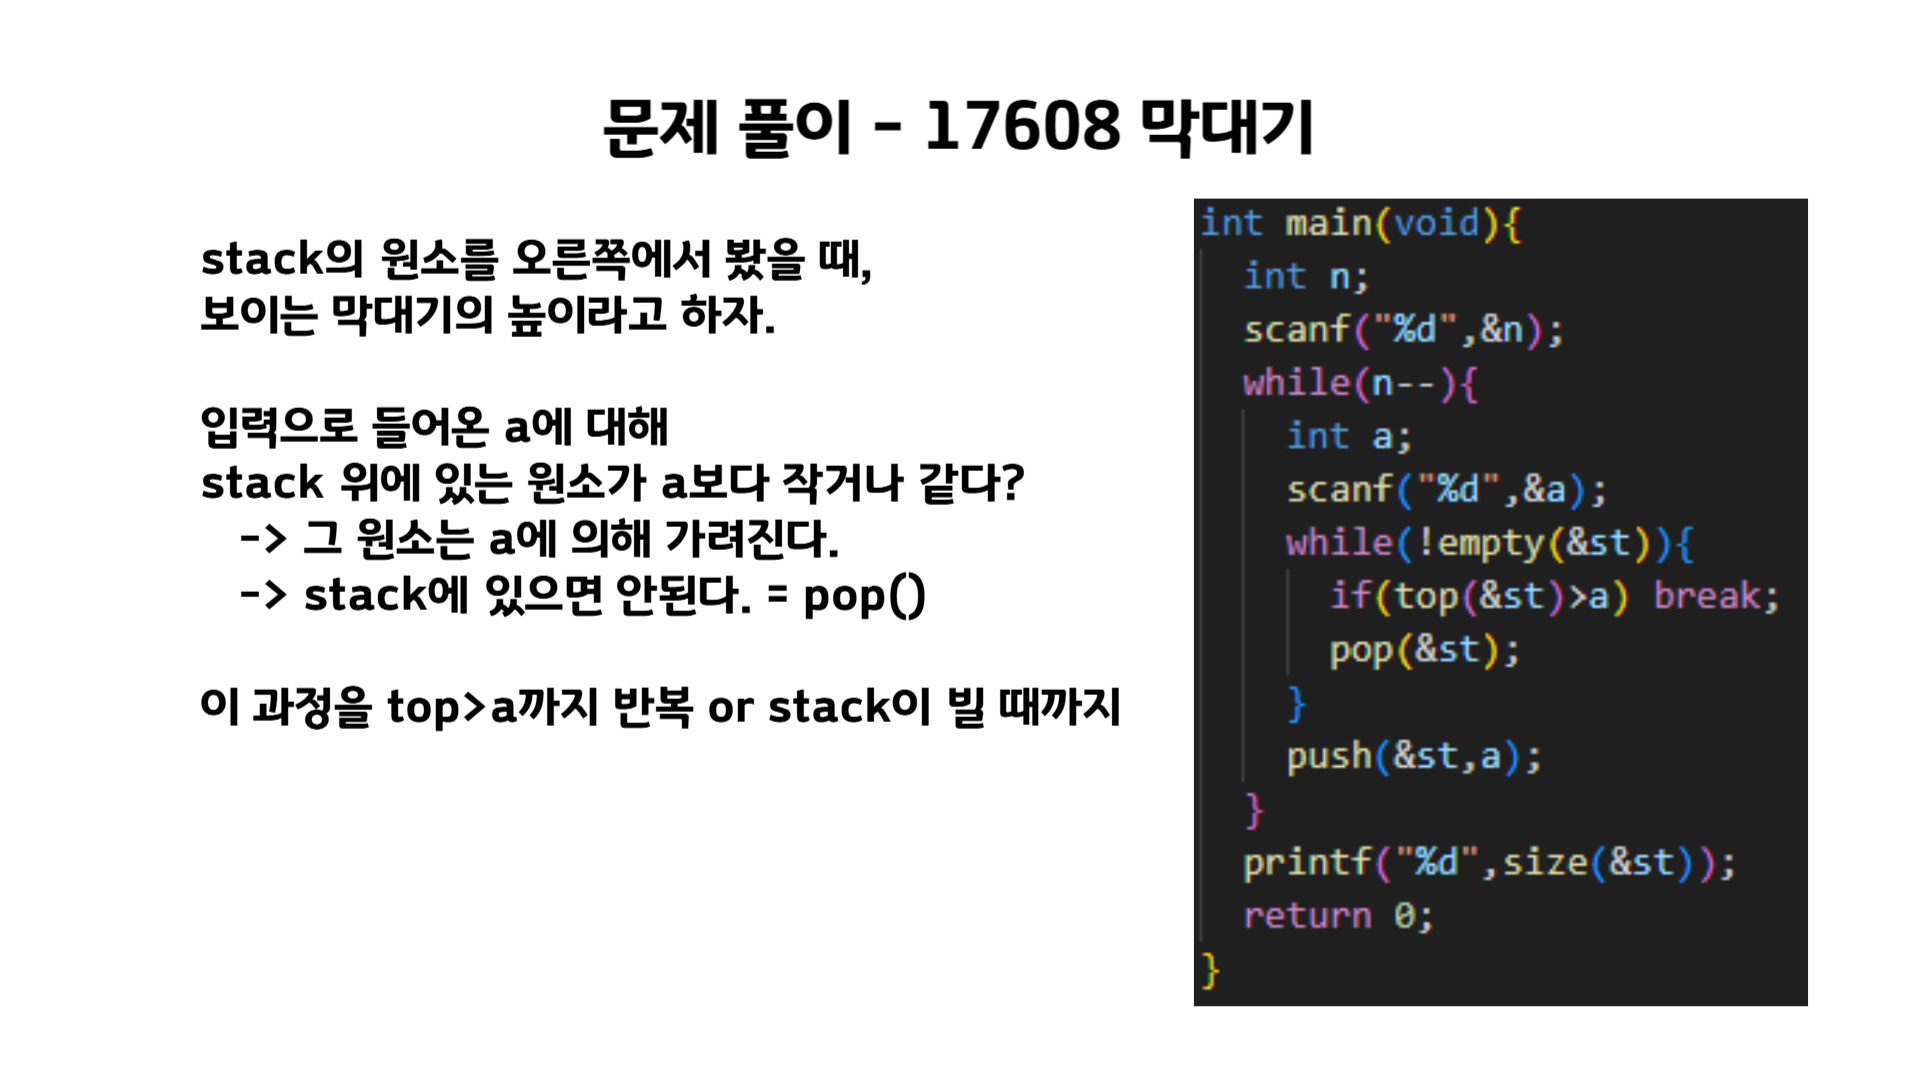 문제 풀이 - 17608 막대기
stack의 원소를 오른쪽에서 봤을 때,
보이는 막대기의 높이라고 하자.
입력으로 들어온 a에 대해
stack 위에 있는 원소가 a보다 작거나 같다?
-> 그 원소는 a에 의해 가려진다.
-> stack에 있으면 안된다. = pop()
이 과정을 top>a까지 반복 or stack이 빌 때까지
int main(void){
int n;
scanf("%d",&n);
while(n--){
int a;
scanf("%d",&a);
while(!empty(&st)){
if(top(&st)>a) break;
pop(&st);
}
push(&st,a);
}
printf("%d",size(&st));
return 0;
}